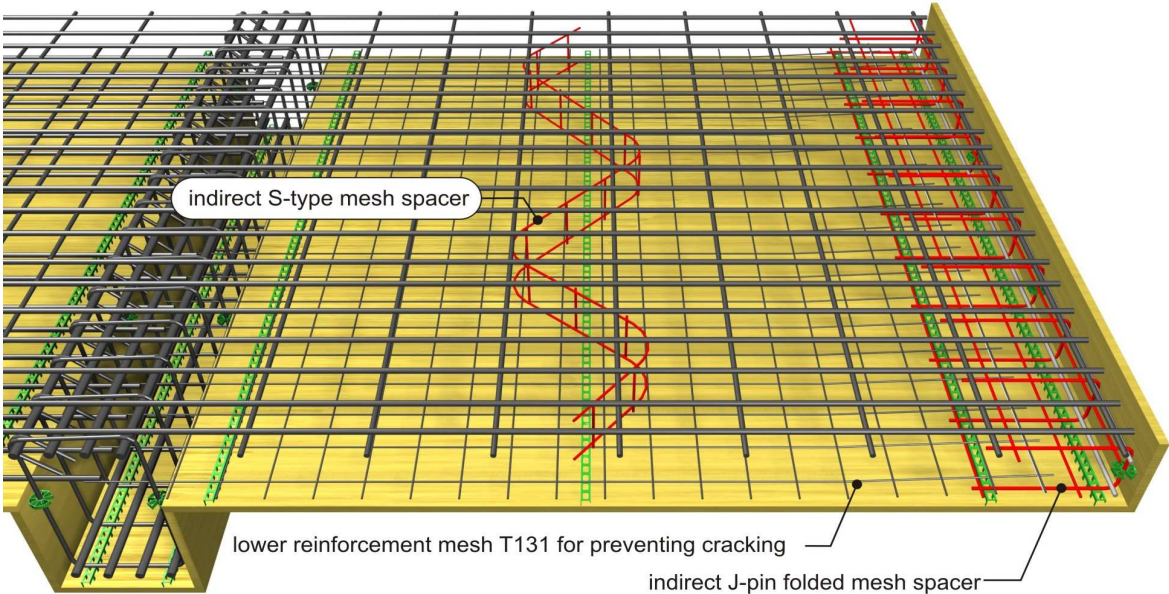 indirect S-type mesh spacer
lower reinforcement mesh T131 for preventing cracking
indirect J-pin folded mesh spacer